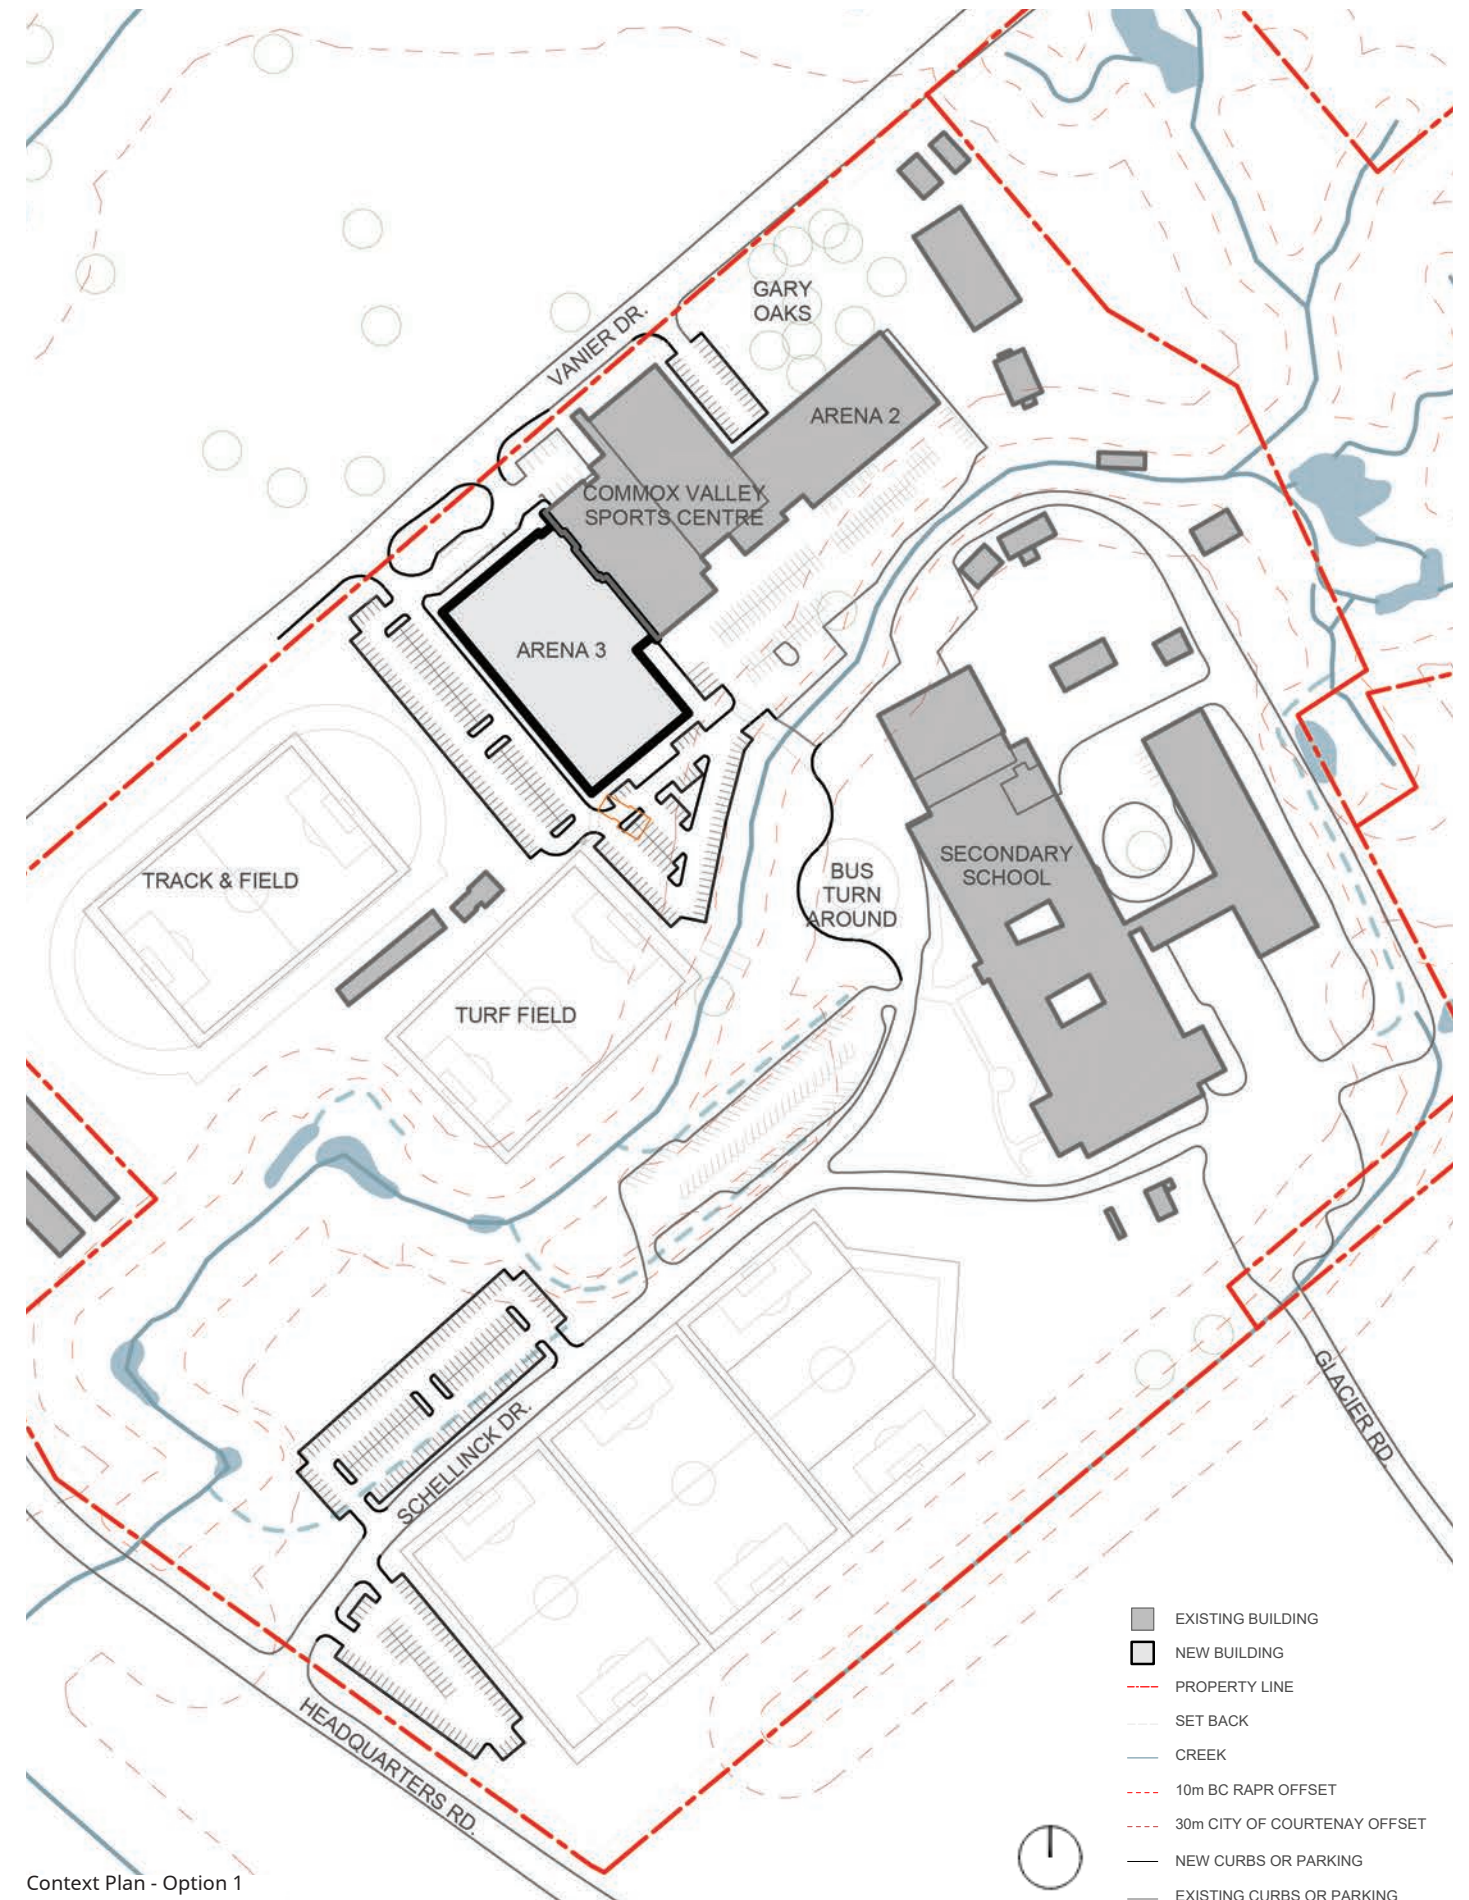 VANIER DR.
GARY
OAKS
ARENA 2
COMMOX VALLEY
SPORTS CENTRE
ARENA 3
TRACK & FIELD
SECONDARY
SCHOOL
BUS
TURN
AROUND
TURF FIELD
SCHELLINCK DR.
GLACIER RD.
HEADQUARTERS RD.
EXISTING BUILDING
NEW BUILDING
PROPERTY LINE
SET BACK
CREEK
10m BC RAPR OFFSET
30m CITY OF COURTENAY OFFSET
NEW CURBS OR PARKING
EXISTING CURBS OR PARKING
Context Plan - Option 1